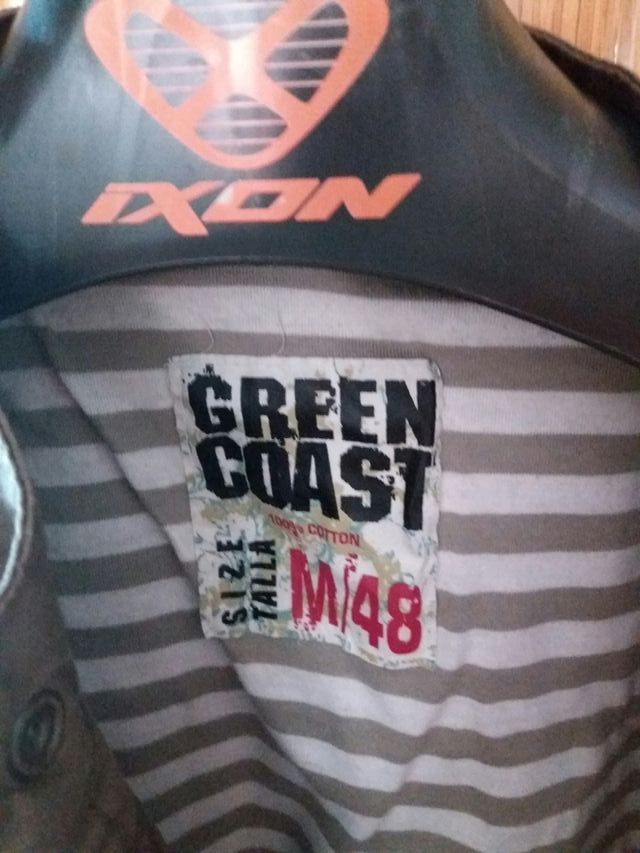 IXON
GREEN
COAST
100% COTTON
SIZE
TALLA
M/48